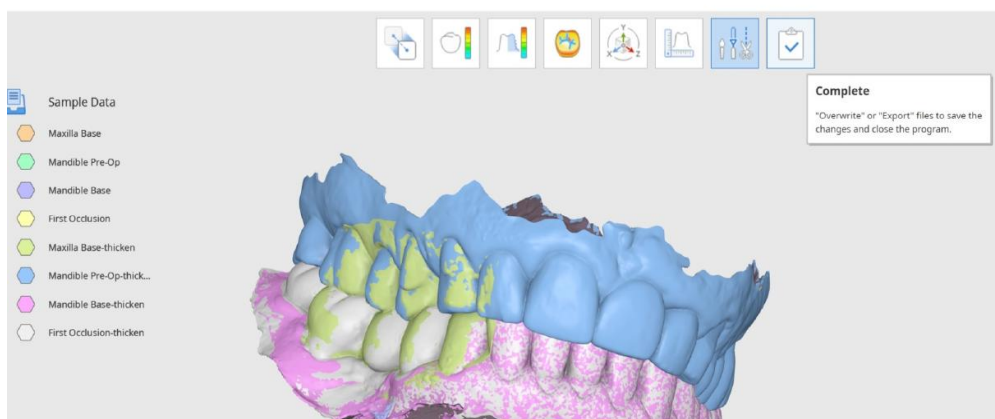 Complete
"Overwrite" or "Export" files to save the
changes and close the program.
Sample Data
Maxilla Base
Mandible Pre-Op
Mandible Base
First Occlusion
Maxilla Base-thicken
Mandible Pre-Op-thick...
Mandible Base-thicken
First Occlusion-thicken